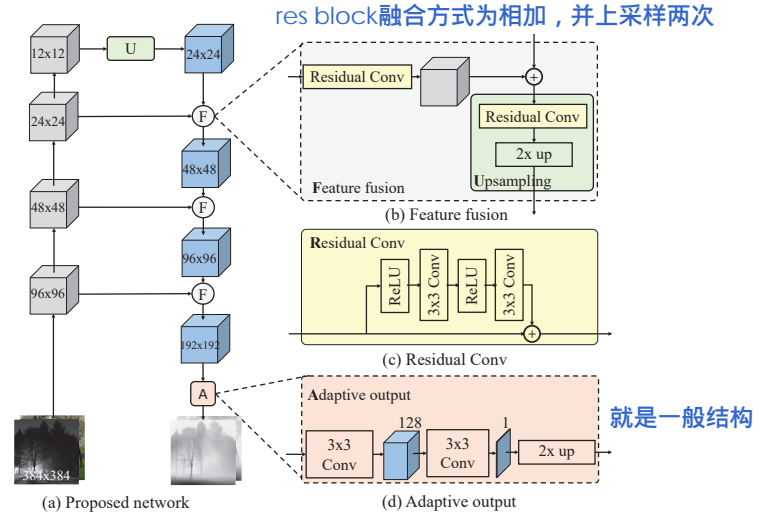 res block融合方式为相加，并上采样两次
12x12
U
24x24
24x24
F
48x48
48x48
F
96x96
96x96
F
192x192
A
384x384
(a) Proposed network
Residual Conv
+
Residual Conv
2x up
Upsampling
Feature fusion
(b) Feature fusion
Residual Conv
ReLU
3x3 Conv
ReLU
3x3 Conv
+
(c) Residual Conv
Adaptive output
3x3
Conv
128
3x3
Conv
1
2x up
(d) Adaptive output
就是一般结构